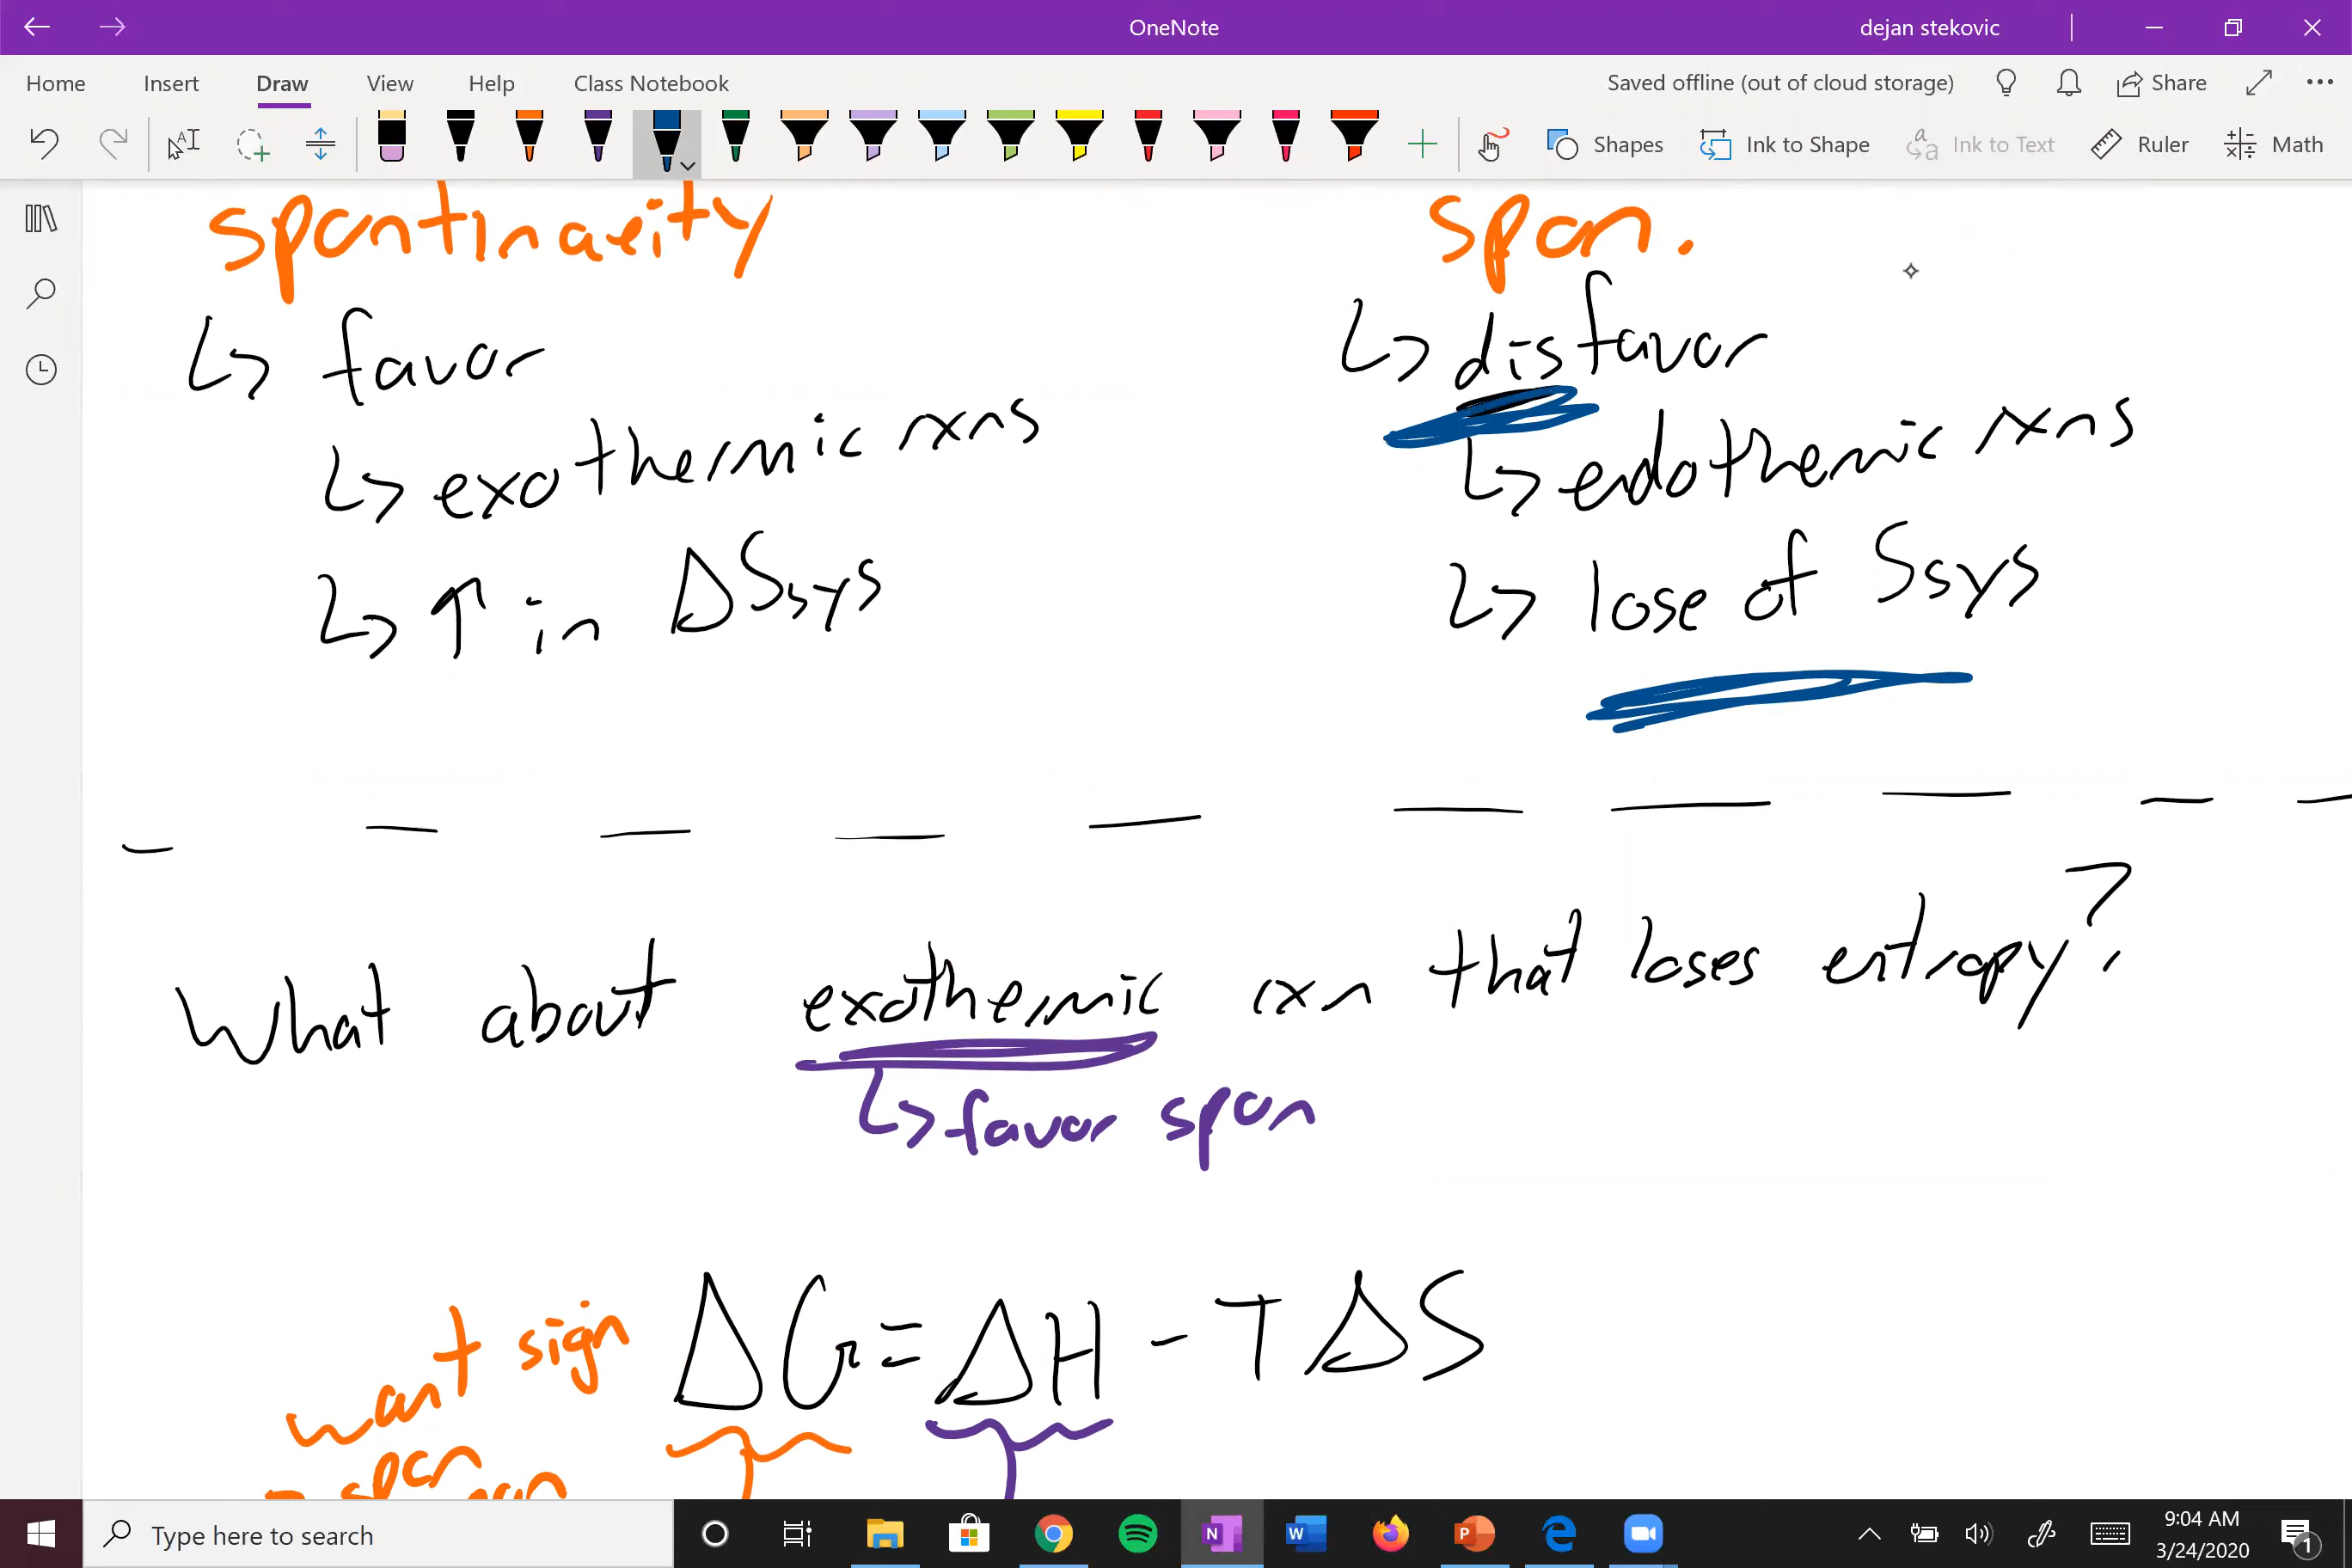 OneNote
dejan stekovic
Home Insert Draw View Help Class Notebook
Saved offline (out of cloud storage) Share
Shapes Ink to Shape Ink to Text Ruler Math
spontinaeity
span.
↳ favor
↳ disfavor
↳ exothermic rxns
↳ endothemic rxns
↳ ↑ in ΔSsys
↳ lose of Ssys
What about exothermic rxn that loses entropy?
↳ favor spon
want sign ΔG = ΔH - TΔS
spon
Type here to search
9:04 AM
3/24/2020
1